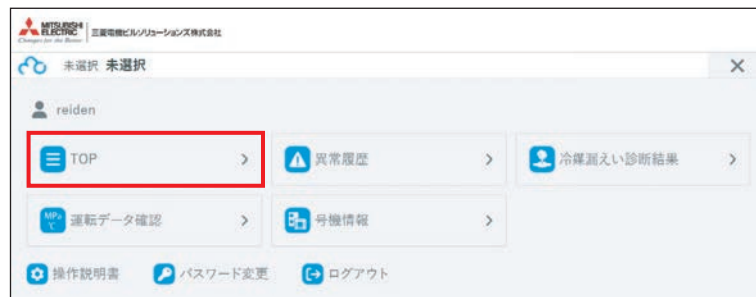 MITSUBISHI ELECTRIC
Changes for the Better
三菱電機ビルソリューションズ株式会社
未選択 未選択
reiden
TOP
異常履歴
冷媒漏えい診断結果
MPa
℃
運転データ確認
号機情報
操作説明書
パスワード変更
ログアウト